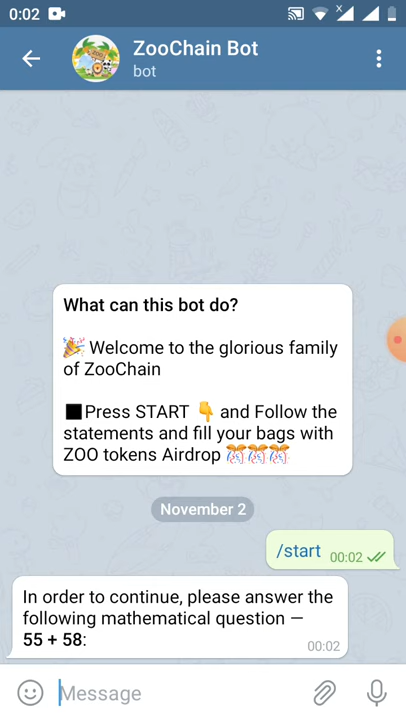 0:02
ZooChain Bot
bot
What can this bot do?
🎉 Welcome to the glorious family
of ZooChain
⬛Press START 👇 and Follow the
statements and fill your bags with
ZOO tokens Airdrop 🎊🎊🎊
November 2
/start 00:02
In order to continue, please answer the
following mathematical question —
55 + 58:
00:02
Message